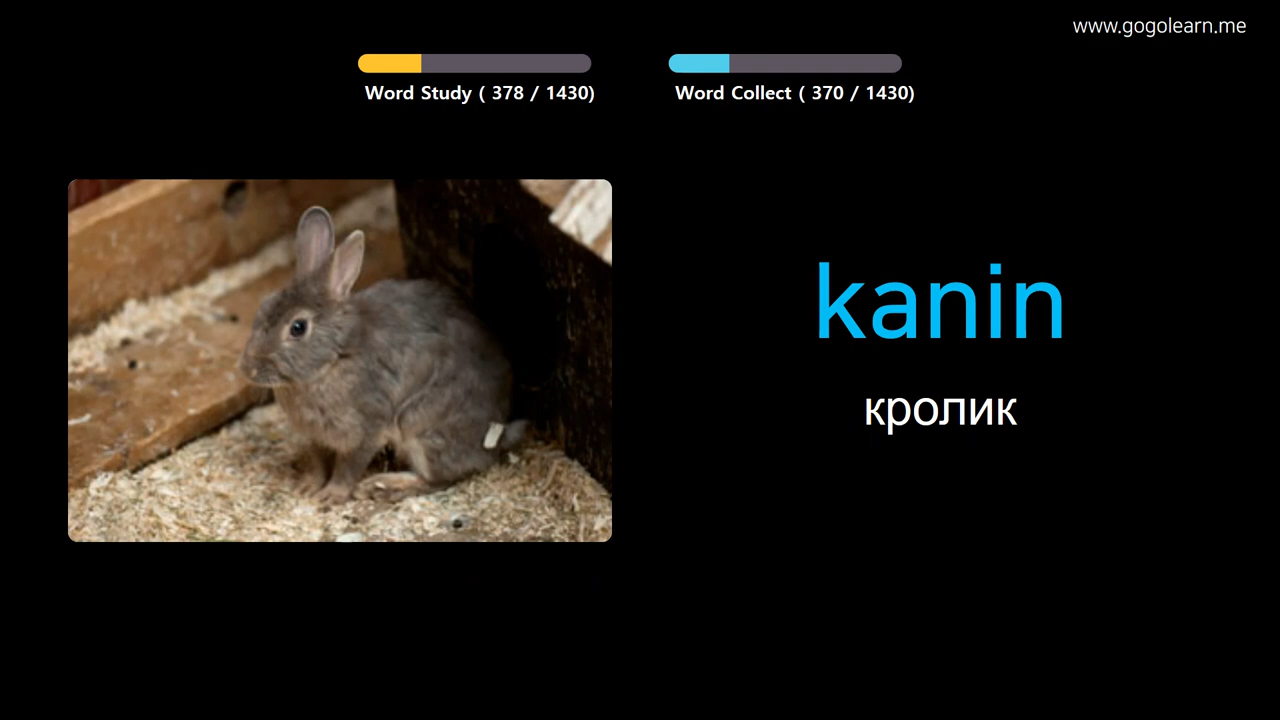 www.gogolearn.me
Word Study ( 378 / 1430)
Word Collect ( 370 / 1430)
kanin
кролик